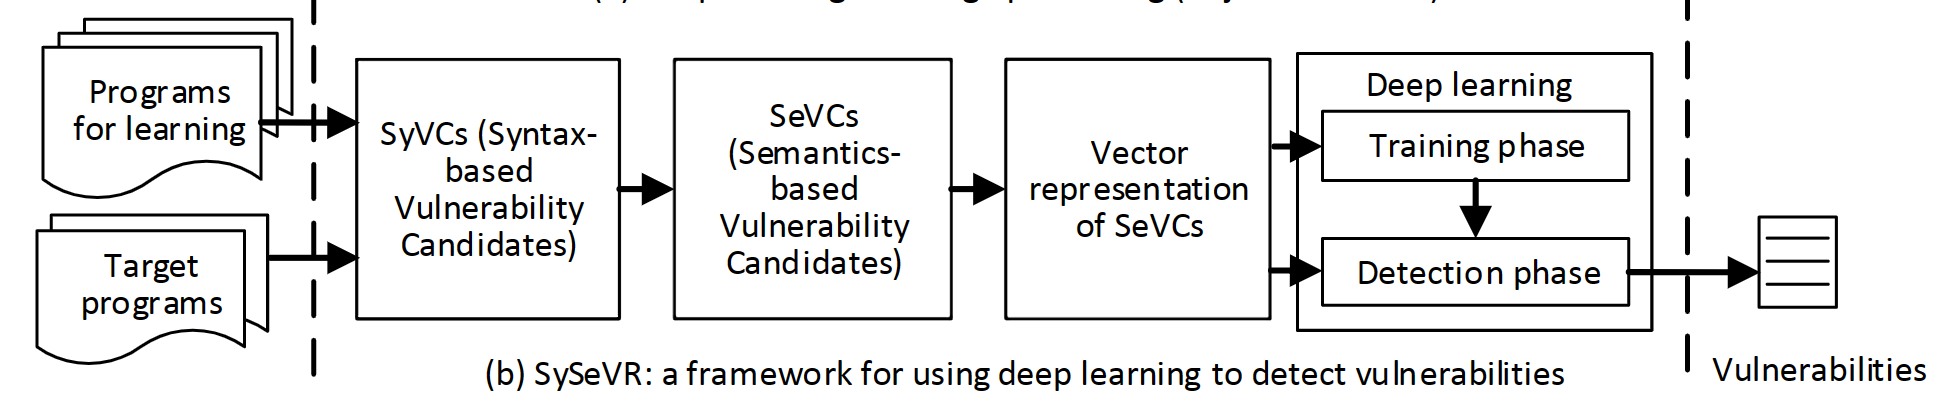 Programs
for learning
Target
programs
SyVCs (Syntax-
based
Vulnerability
Candidates)
SeVCs
(Semantics-
based
Vulnerability
Candidates)
Vector
representation
of SeVCs
Deep learning
Training phase
Detection phase
Vulnerabilities
(b) SySeVR: a framework for using deep learning to detect vulnerabilities